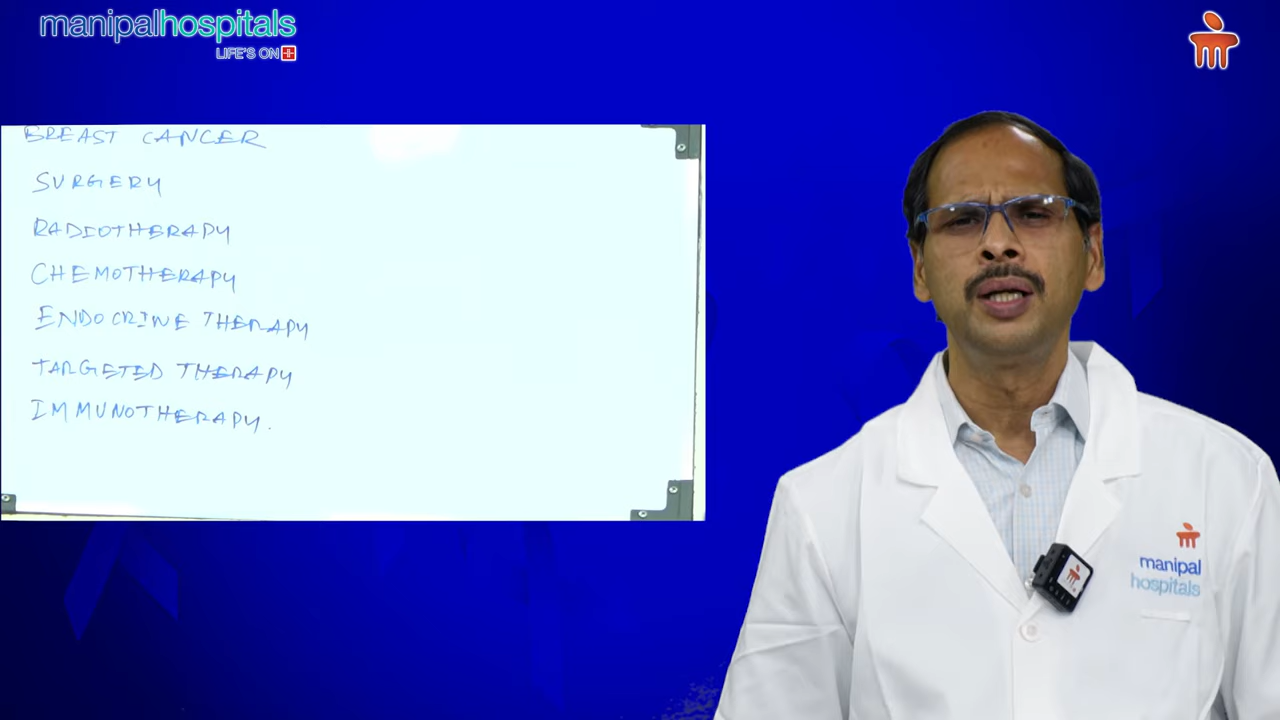 manipalhospitals
LIFE'S ON
BREAST CANCER
SURGERY
RADIOTHERAPY
CHEMOTHERAPY
ENDOCRINE THERAPY
TARGETED THERAPY
IMMUNOTHERAPY.
manipal
hospitals